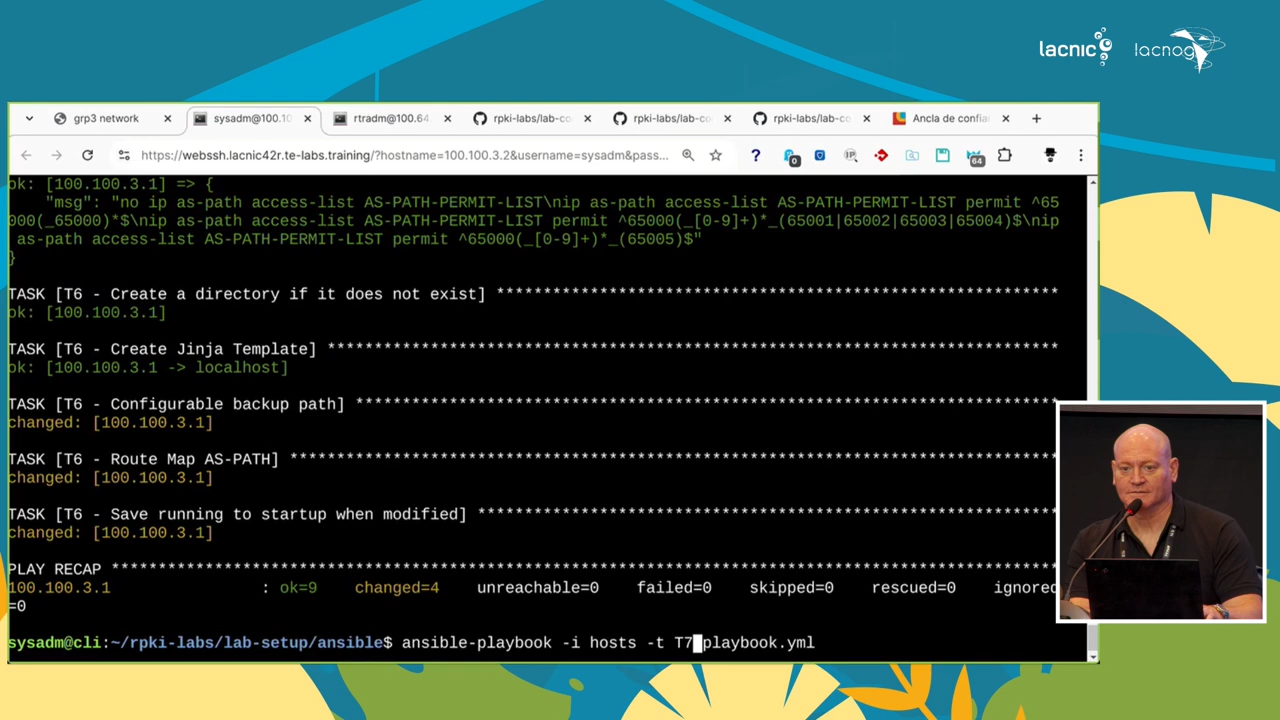 lacnic
lacnog
grp3 network
sysadm@100.10
rtradm@100.64.
rpki-labs/lab-co
rpki-labs/lab-co
rpki-labs/lab-co
Ancla de confia
https://webssh.lacnic42r.te-labs.training/?hostname=100.100.3.2&username=sysadm&pass...
0
64
ok: [100.100.3.1] => {
"msg": "no ip as-path access-list AS-PATH-PERMIT-LIST\nip as-path access-list AS-PATH-PERMIT-LIST permit ^65
000(_65000)*$\nip as-path access-list AS-PATH-PERMIT-LIST permit ^65000(_[0-9]+)*_(65001|65002|65003|65004)$\nip
as-path access-list AS-PATH-PERMIT-LIST permit ^65000(_[0-9]+)*_(65005)$"
}
TASK [T6 - Create a directory if it does not exist] ************************************************************
ok: [100.100.3.1]
TASK [T6 - Create Jinja Template] ******************************************************************************
ok: [100.100.3.1 -> localhost]
TASK [T6 - Configurable backup path] ***************************************************************************
changed: [100.100.3.1]
TASK [T6 - Route Map AS-PATH] **********************************************************************************
changed: [100.100.3.1]
TASK [T6 - Save running to startup when modified] **************************************************************
changed: [100.100.3.1]
PLAY RECAP *****************************************************************************************************
100.100.3.1 : ok=9 changed=4 unreachable=0 failed=0 skipped=0 rescued=0 ignored
=0
sysadm@cli:~/rpki-labs/lab-setup/ansible$ ansible-playbook -i hosts -t T7 playbook.yml